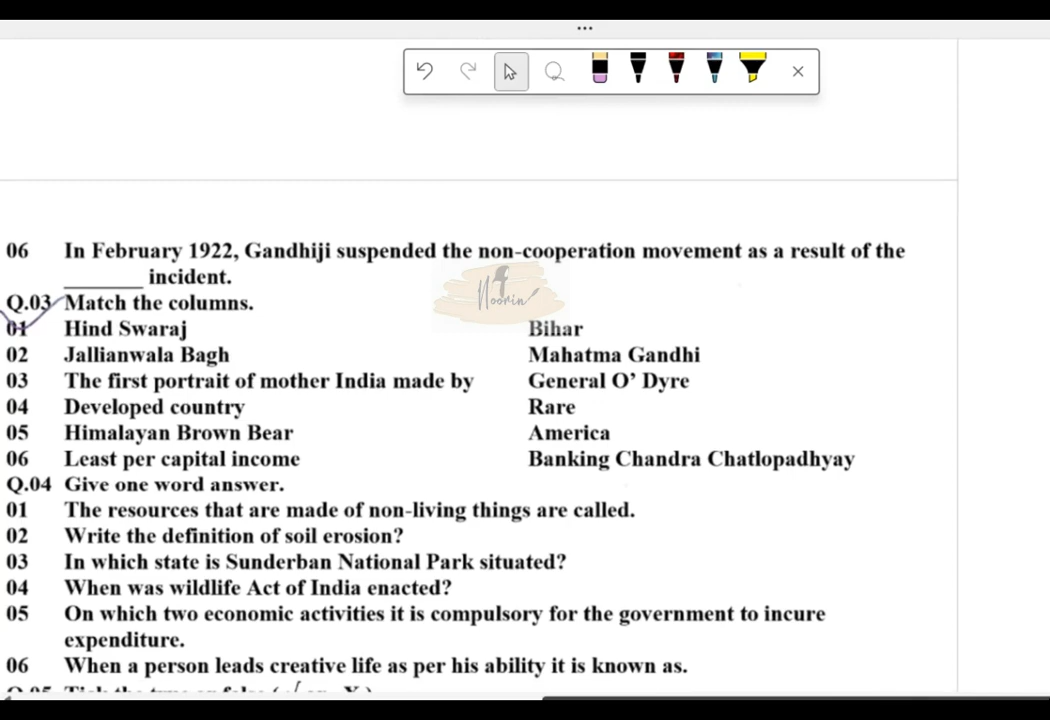 06 In February 1922, Gandhiji suspended the non-cooperation movement as a result of the
________ incident.
Noorin
Q.03 Match the columns.
01 Hind Swaraj Bihar
02 Jallianwala Bagh Mahatma Gandhi
03 The first portrait of mother India made by General O' Dyre
04 Developed country Rare
05 Himalayan Brown Bear America
06 Least per capital income Banking Chandra Chatlopadhyay
Q.04 Give one word answer.
01 The resources that are made of non-living things are called.
02 Write the definition of soil erosion?
03 In which state is Sunderban National Park situated?
04 When was wildlife Act of India enacted?
05 On which two economic activities it is compulsory for the government to incure
expenditure.
06 When a person leads creative life as per his ability it is known as.